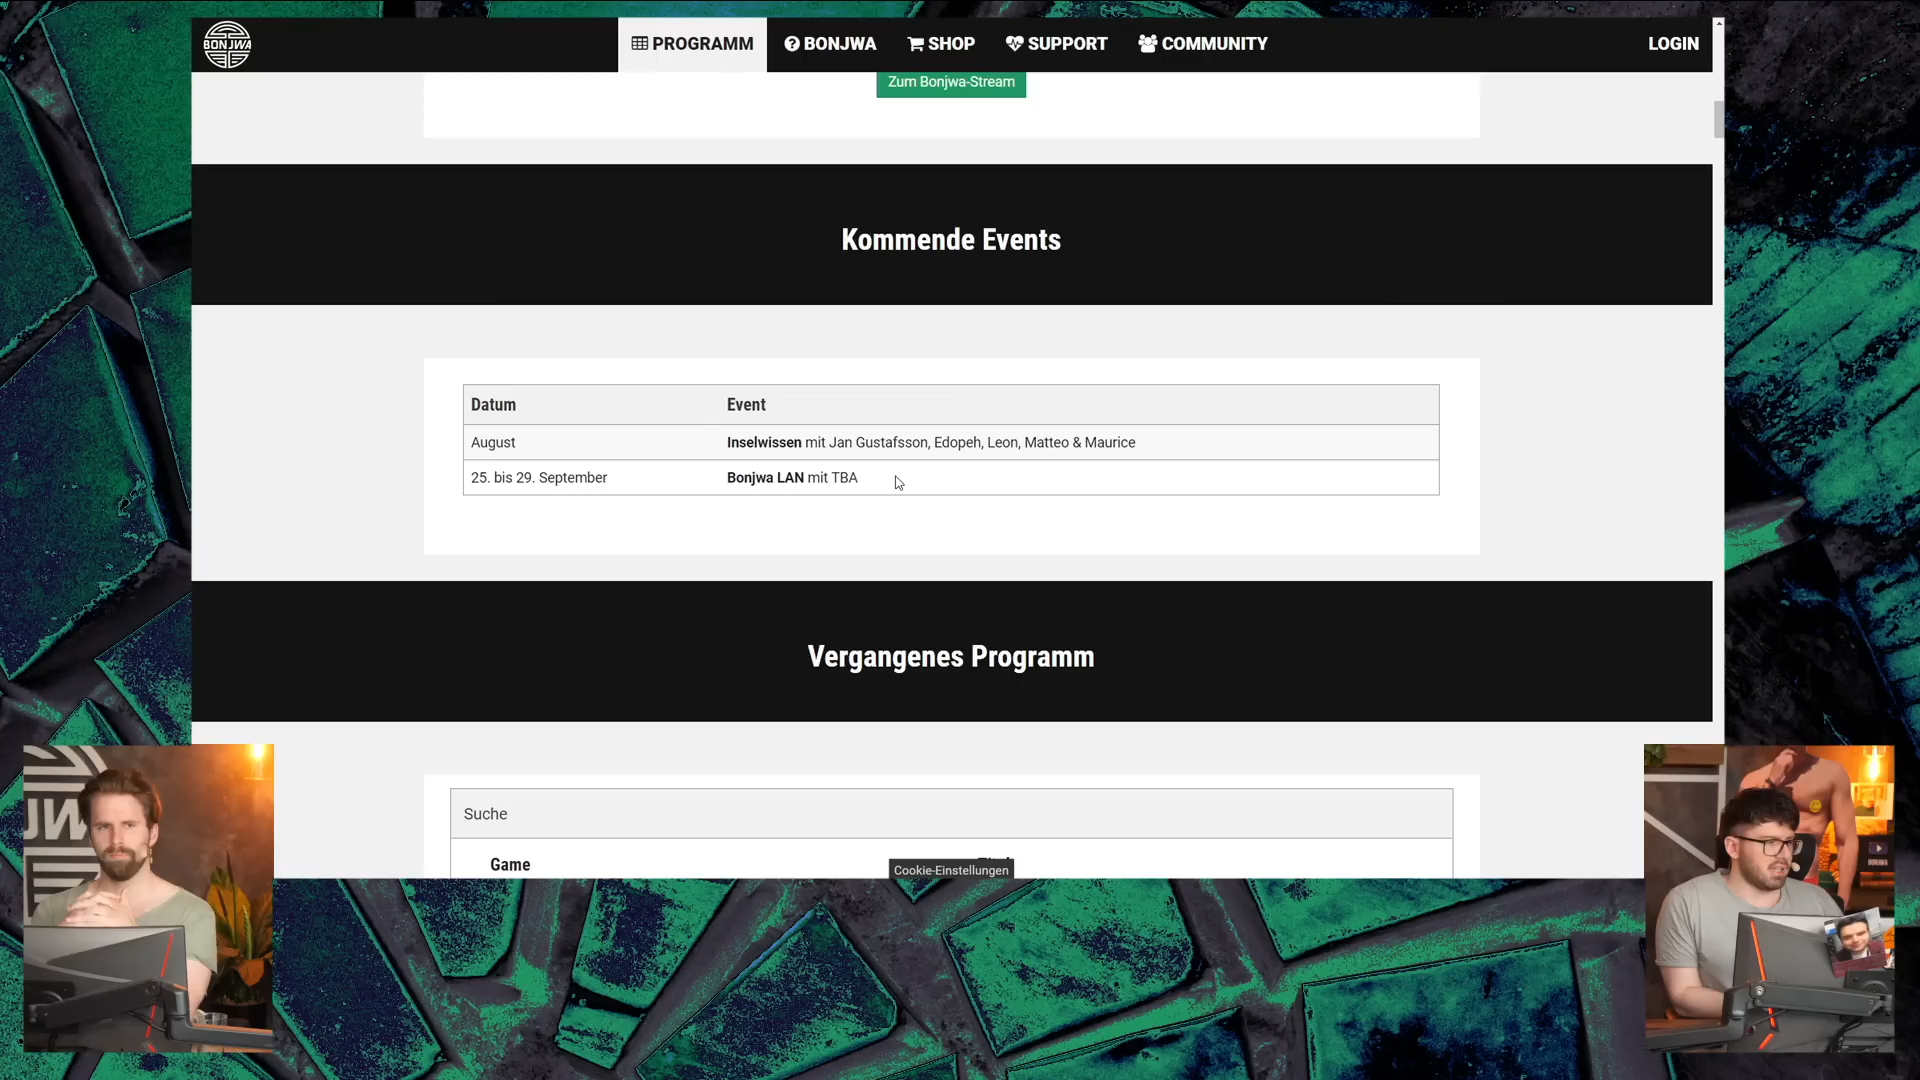 BONJWA
PROGRAMM
BONJWA
SHOP
SUPPORT
COMMUNITY
LOGIN
Zum Bonjwa-Stream
Kommende Events
Datum Event
August Inselwissen mit Jan Gustafsson, Edopeh, Leon, Matteo & Maurice
25. bis 29. September Bonjwa LAN mit TBA
Vergangenes Programm
Suche
Game
Cookie-Einstellungen
BONJWA